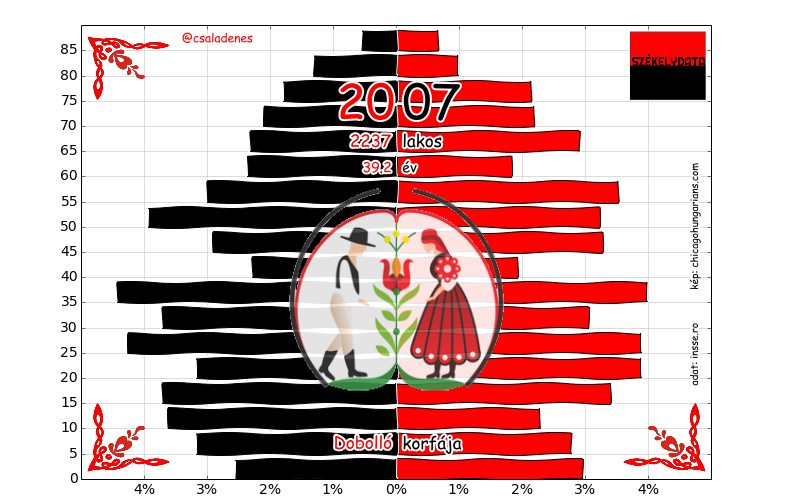 @csaladenes
SZÉKELYDATA
2007
2237 lakos
39.2 év
kép: chicagohungarians.com
adat: insse.ro
Dobolló korfája
85
80
75
70
65
60
55
50
45
40
35
30
25
20
15
10
5
0
4% 3% 2% 1% 0% 1% 2% 3% 4%